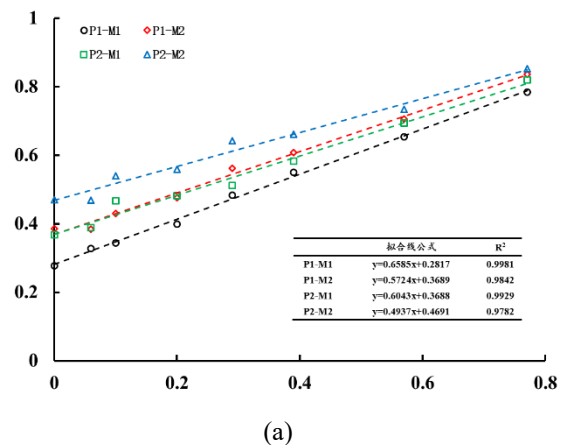 P1-M1 P1-M2
P2-M1 P2-M2
1
0.8
0.6
0.4
0.2
0
0 0.2 0.4 0.6 0.8
拟合线公式 R²
P1-M1 y=0.6585x+0.2817 0.9981
P1-M2 y=0.5724x+0.3689 0.9842
P2-M1 y=0.6043x+0.3688 0.9929
P2-M2 y=0.4937x+0.4691 0.9782
(a)